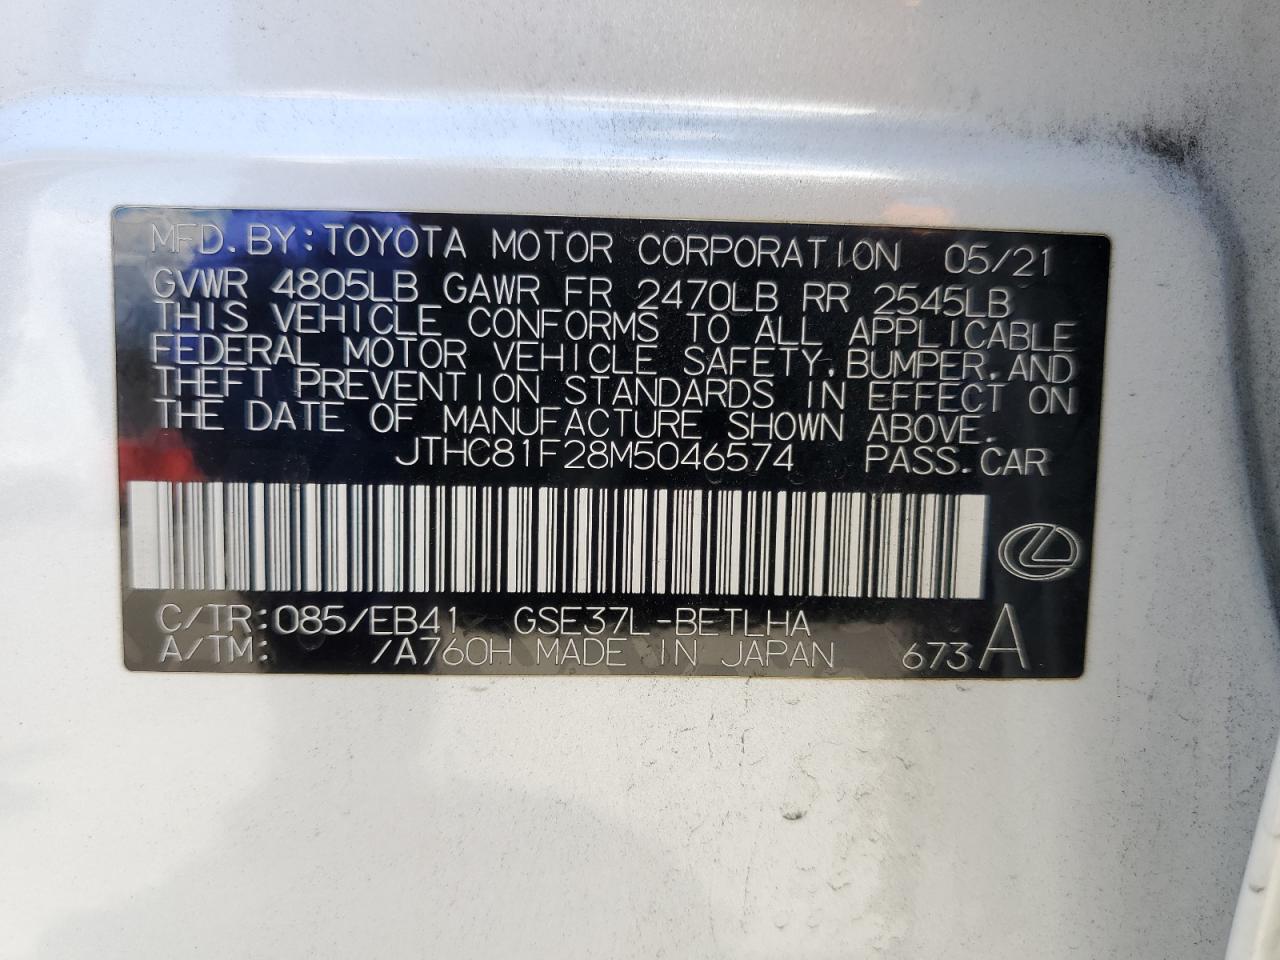 MFD. BY: TOYOTA MOTOR CORPORATION 05/21
GVWR 4805LB GAWR FR 2470LB RR 2545LB
THIS VEHICLE CONFORMS TO ALL APPLICABLE
FEDERAL MOTOR VEHICLE SAFETY, BUMPER, AND
THEFT PREVENTION STANDARDS IN EFFECT ON
THE DATE OF MANUFACTURE SHOWN ABOVE.
JTHC81F28M5046574 PASS. CAR
C/TR: 085/EB41 GSE37L-BETLHA
A/TM: /A760H MADE IN JAPAN 673 A